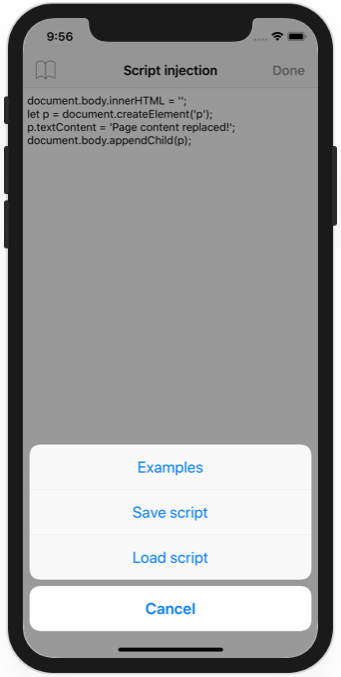 9:56
Script injection
Done
document.body.innerHTML = '';
let p = document.createElement('p');
p.textContent = 'Page content replaced!';
document.body.appendChild(p);
Examples
Save script
Load script
Cancel